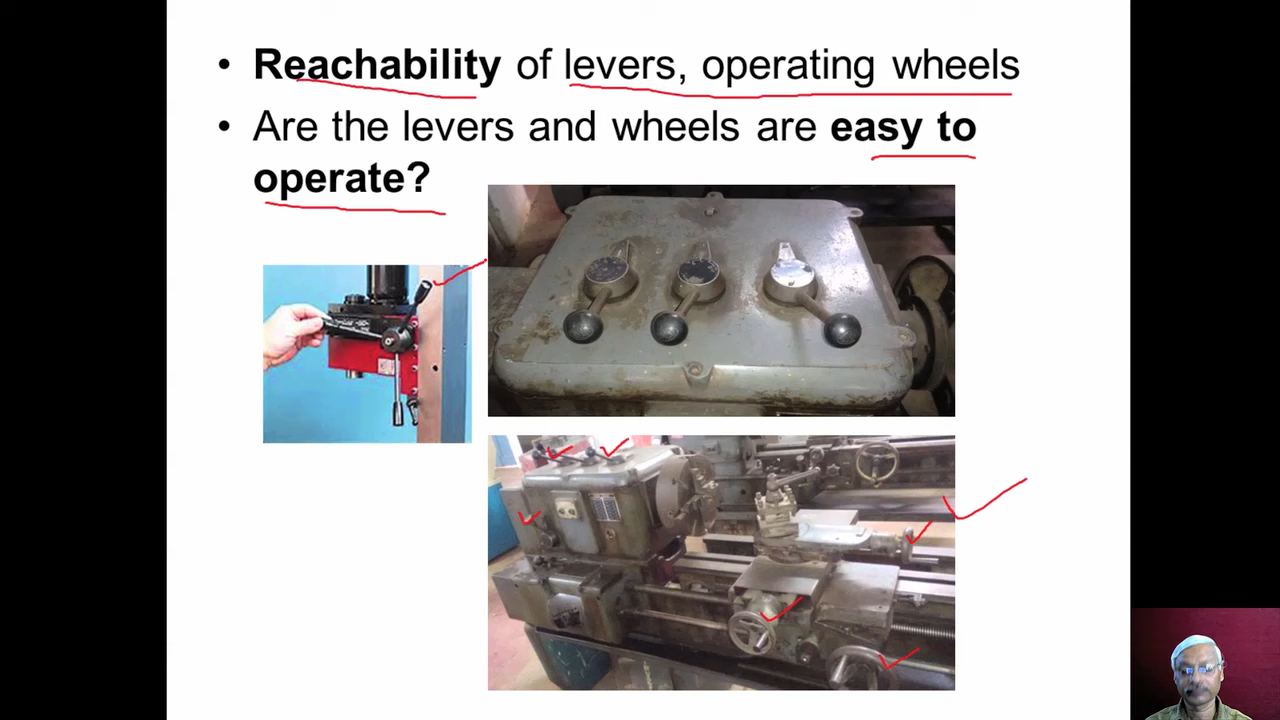 • Reachability of levers, operating wheels
• Are the levers and wheels are easy to
operate?